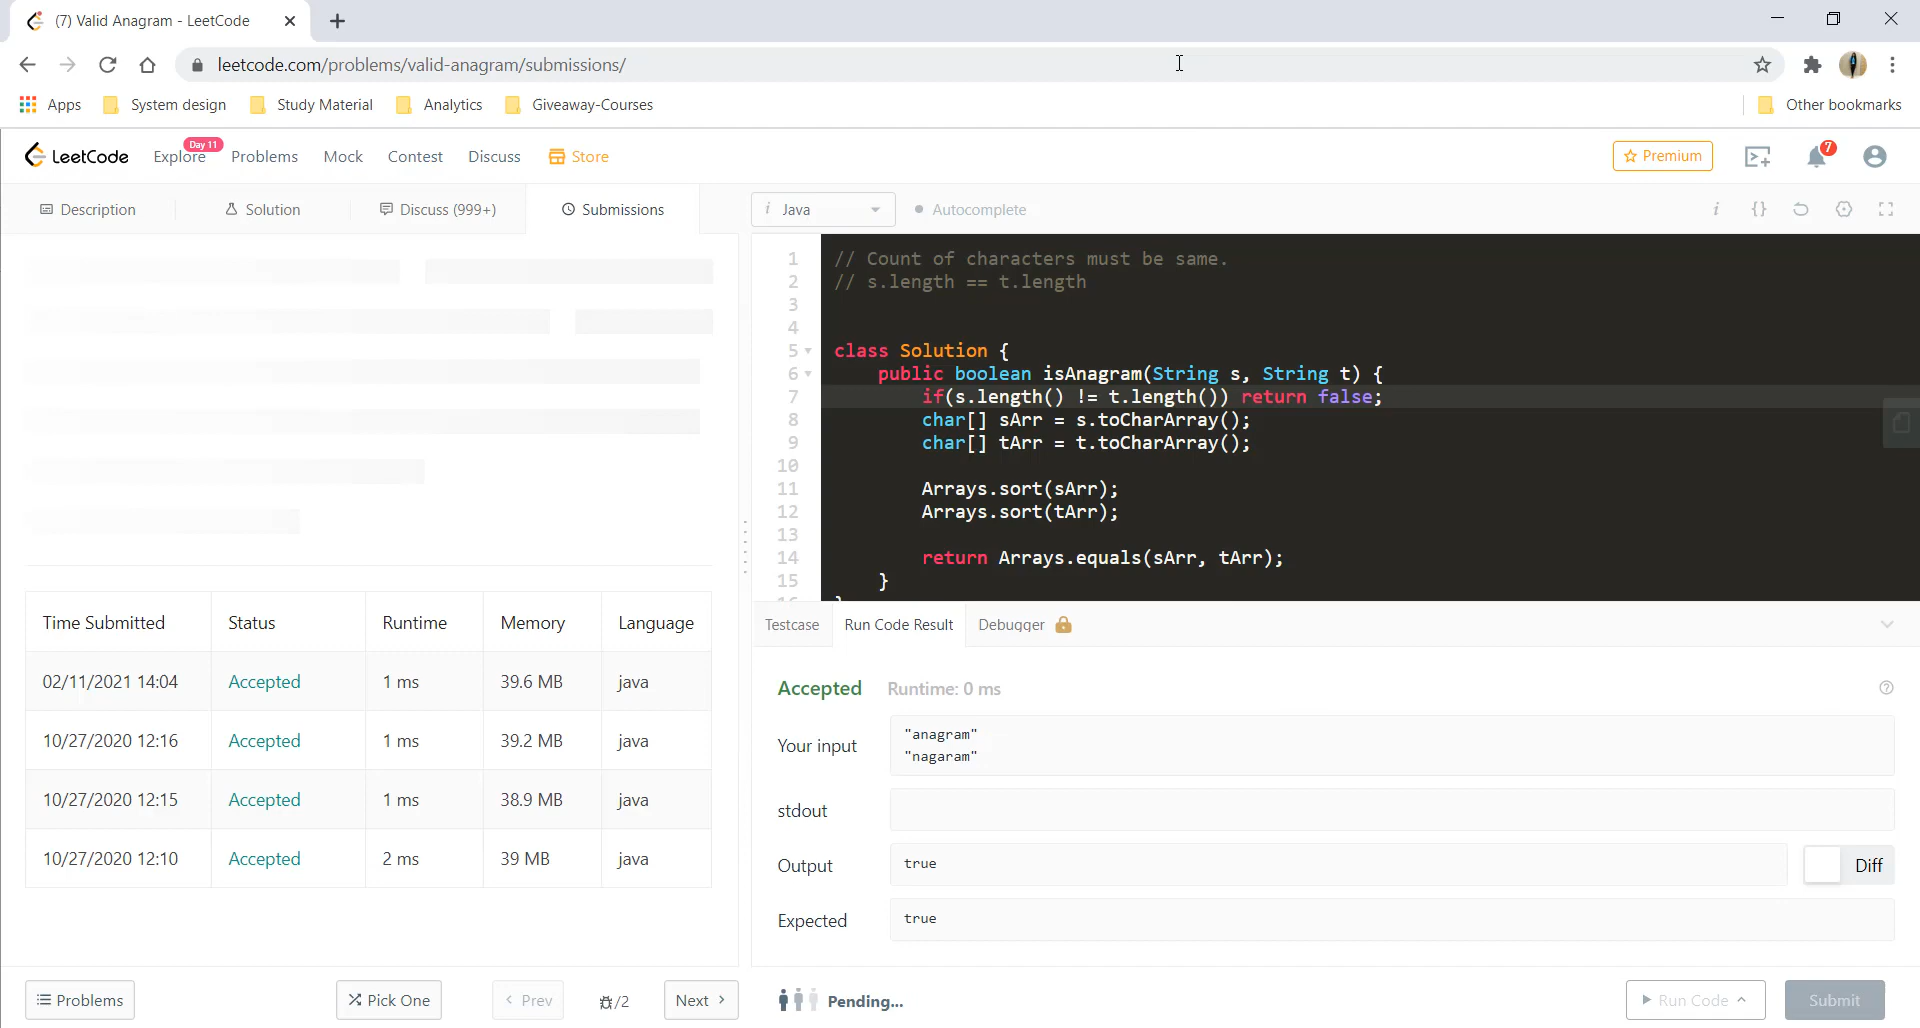 (7) Valid Anagram - LeetCode
leetcode.com/problems/valid-anagram/submissions/
Apps System design Study Material Analytics Giveaway-Courses Other bookmarks
LeetCode Explore Day 11 Problems Mock Contest Discuss Store Premium 7
Description Solution Discuss (999+) Submissions
i Java Autocomplete i {}
1 // Count of characters must be same.
2 // s.length == t.length
3
4
5 class Solution {
6 public boolean isAnagram(String s, String t) {
7 if(s.length() != t.length()) return false;
8 char[] sArr = s.toCharArray();
9 char[] tArr = t.toCharArray();
10
11 Arrays.sort(sArr);
12 Arrays.sort(tArr);
13
14 return Arrays.equals(sArr, tArr);
15 }
Time Submitted Status Runtime Memory Language
02/11/2021 14:04 Accepted 1 ms 39.6 MB java
10/27/2020 12:16 Accepted 1 ms 39.2 MB java
10/27/2020 12:15 Accepted 1 ms 38.9 MB java
10/27/2020 12:10 Accepted 2 ms 39 MB java
Testcase Run Code Result Debugger
Accepted Runtime: 0 ms
Your input
"anagram"
"nagaram"
stdout
Output true Diff
Expected true
Problems Pick One Prev /2 Next
Pending... Run Code Submit